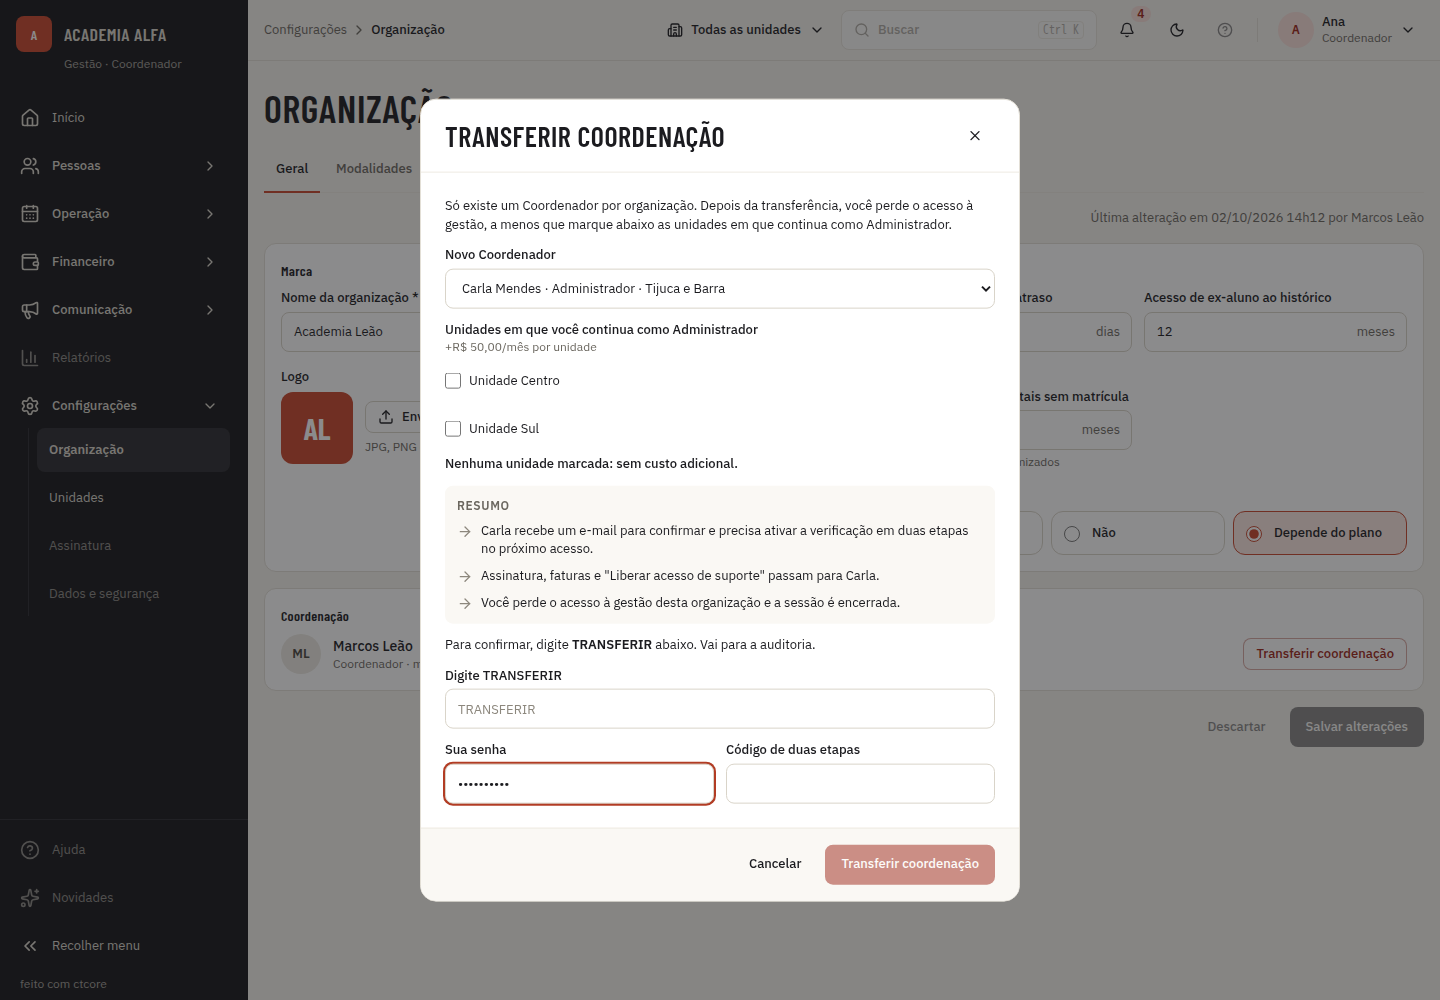 A
ACADEMIA ALFA
Gestão · Coordenador
Início
Pessoas
Operação
Financeiro
Comunicação
Relatórios
Configurações
Organização
Unidades
Assinatura
Dados e segurança
Ajuda
Novidades
Recolher menu
feito com ctcore
Configurações
Organização
Todas as unidades
Buscar
Ctrl K
4
A
Ana
Coordenador
Geral
Modalidades
Última alteração em 02/10/2026 14h12 por Marcos Leão
Marca
Nome da organização *
Academia Leão
Logo
AL
JPG, PNG
dias
Acesso de ex-aluno ao histórico
12
meses
sem matrícula
meses
Não
Depende do plano
Coordenação
ML
Marcos Leão
Coordenador ·
Transferir coordenação
Descartar
Salvar alterações
TRANSFERIR COORDENAÇÃO
Só existe um Coordenador por organização. Depois da transferência, você perde o acesso à
gestão, a menos que marque abaixo as unidades em que continua como Administrador.
Novo Coordenador
Carla Mendes · Administrador · Tijuca e Barra
Unidades em que você continua como Administrador
+R$ 50,00/mês por unidade
Unidade Centro
Unidade Sul
Nenhuma unidade marcada: sem custo adicional.
RESUMO
Carla recebe um e-mail para confirmar e precisa ativar a verificação em duas etapas
no próximo acesso.
Assinatura, faturas e "Liberar acesso de suporte" passam para Carla.
Você perde o acesso à gestão desta organização e a sessão é encerrada.
Para confirmar, digite TRANSFERIR abaixo. Vai para a auditoria.
Digite TRANSFERIR
TRANSFERIR
Sua senha
••••••••••
Código de duas etapas
Cancelar
Transferir coordenação